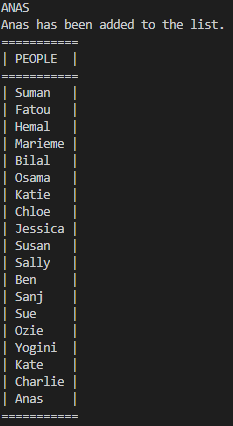 ANAS
Anas has been added to the list.
===========
| PEOPLE  |
===========
| Suman   |
| Fatou   |
| Hemal   |
| Marieme |
| Bilal   |
| Osama   |
| Katie   |
| Chloe   |
| Jessica |
| Susan   |
| Sally   |
| Ben     |
| Sanj    |
| Sue     |
| Ozie    |
| Yogini  |
| Kate    |
| Charlie |
| Anas    |
===========